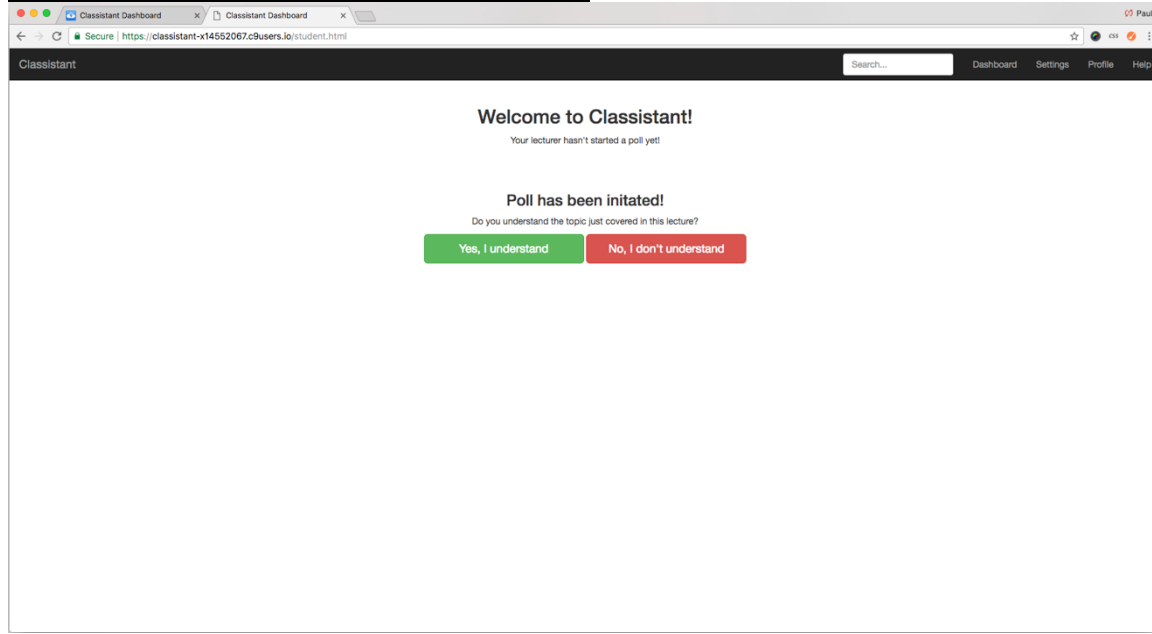 Classistant Dashboard
Classistant Dashboard
Paul
Secure | https://classistant-x14552067.c9users.io/student.html
css
Classistant
Search...
Dashboard
Settings
Profile
Help
Welcome to Classistant!
Your lecturer hasn't started a poll yet!
Poll has been initated!
Do you understand the topic just covered in this lecture?
Yes, I understand
No, I don't understand